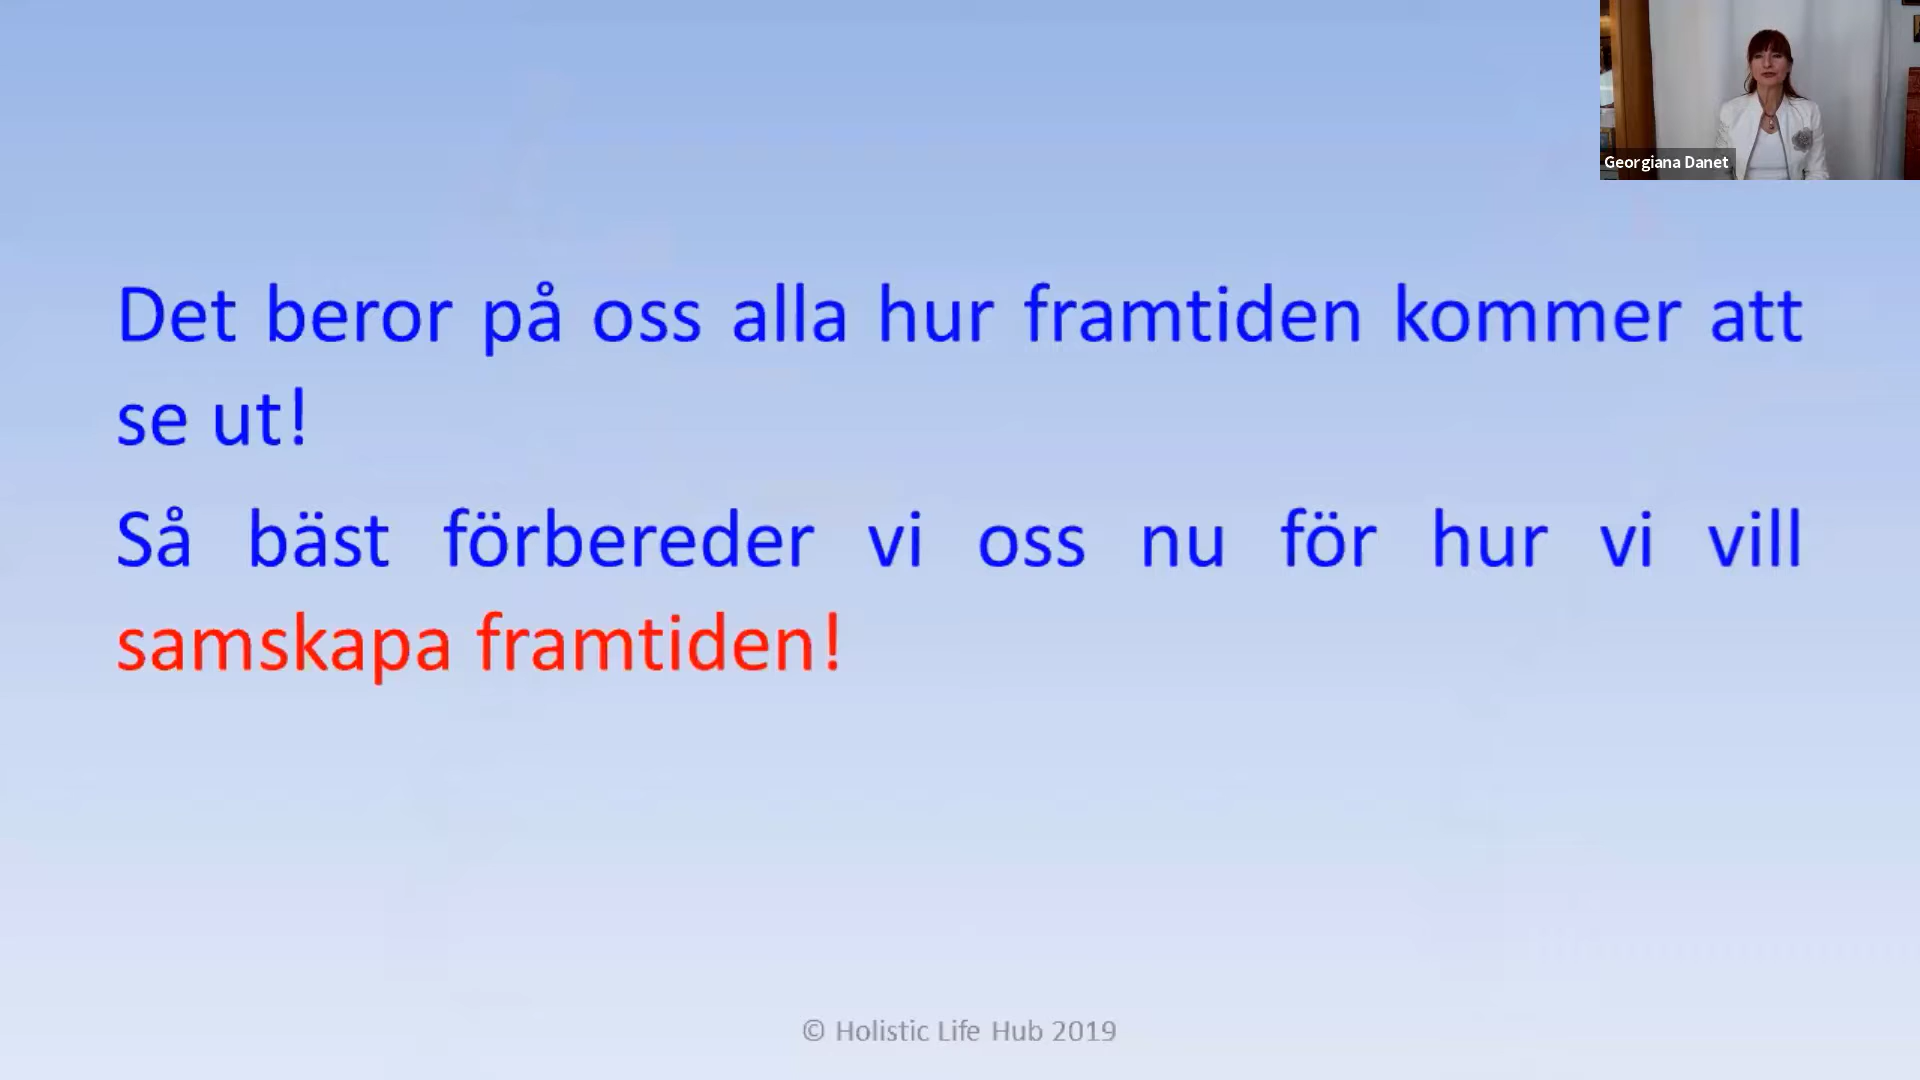 Georgiana Danet
Det beror på oss alla hur framtiden kommer att
se ut!
Så bäst förbereder vi oss nu för hur vi vill
samskapa framtiden!
© Holistic Life Hub 2019